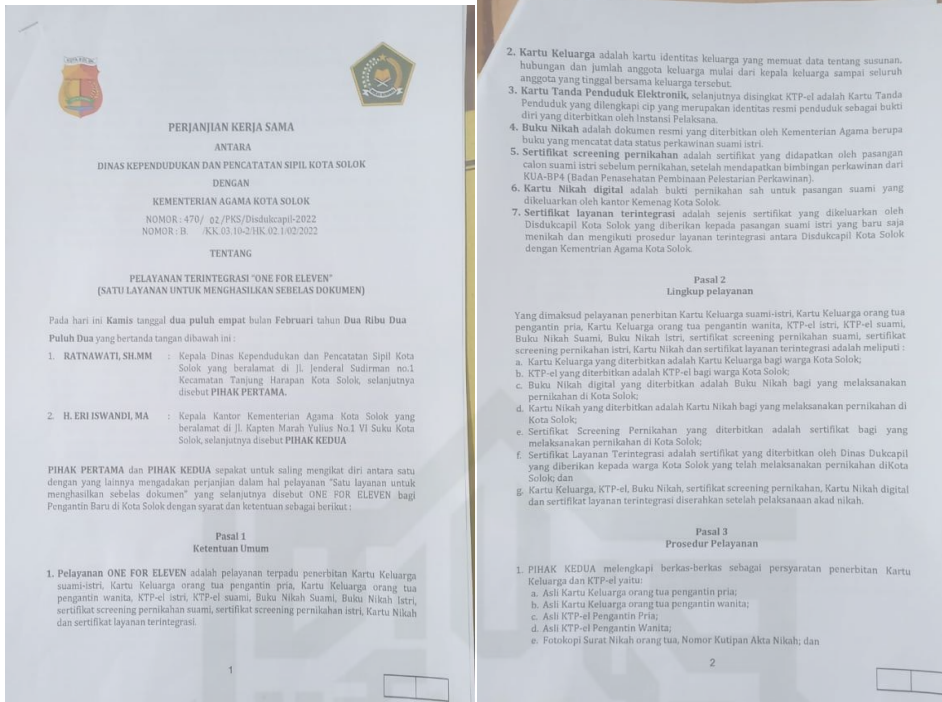 KOTA SOLOK
PERJANJIAN KERJA SAMA
ANTARA
DINAS KEPENDUDUKAN DAN PENCATATAN SIPIL KOTA SOLOK
DENGAN
KEMENTERIAN AGAMA KOTA SOLOK
NOMOR : 470/ 02 /PKS/Disdukcapil-2022
NOMOR : B /KK.03.10-2/HK.02.1/02/2022
TENTANG
PELAYANAN TERINTEGRASI "ONE FOR ELEVEN"
(SATU LAYANAN UNTUK MENGHASILKAN SEBELAS DOKUMEN)
Pada hari ini Kamis tanggal dua puluh empat bulan Februari tahun Dua Ribu Dua
Puluh Dua yang bertanda tangan dibawah ini :
1. RATNAWATI, SH.MM : Kepala Dinas Kependudukan dan Pencatatan Sipil Kota
Solok yang beralamat di Jl. Jenderal Sudirman no.1
Kecamatan Tanjung Harapan Kota Solok, selanjutnya
disebut PIHAK PERTAMA.
2. H. ERI ISWANDI, MA : Kepala Kantor Kementerian Agama Kota Solok yang
beralamat di Jl. Kapten Marah Yulius No.1 VI Suku Kota
Solok, selanjutnya disebut PIHAK KEDUA
PIHAK PERTAMA dan PIHAK KEDUA sepakat untuk saling mengikat diri antara satu
dengan yang lainnya mengadakan perjanjian dalam hal pelayanan "Satu layanan untuk
menghasilkan sebelas dokumen" yang selanjutnya disebut ONE FOR ELEVEN bagi
Pengantin Baru di Kota Solok dengan syarat dan ketentuan sebagai berikut :
Pasal 1
Ketentuan Umum
1. Pelayanan ONE FOR ELEVEN adalah pelayanan terpadu penerbitan Kartu Keluarga
suami-istri, Kartu Keluarga orang tua pengantin pria, Kartu Keluarga orang tua
pengantin wanita, KTP-el istri, KTP-el suami, Buku Nikah Suami, Buku Nikah Istri,
sertifikat screening pernikahan suami, sertifikat screening pernikahan istri, Kartu Nikah
dan sertifikat layanan terintegrasi.
1
2. Kartu Keluarga adalah kartu identitas keluarga yang memuat data tentang susunan,
hubungan dan jumlah anggota keluarga mulai dari kepala keluarga sampai seluruh
anggota yang tinggal bersama keluarga tersebut.
3. Kartu Tanda Penduduk Elektronik, selanjutnya disingkat KTP-el adalah Kartu Tanda
Penduduk yang dilengkapi cip yang merupakan identitas resmi penduduk sebagai bukti
diri yang diterbitkan oleh Instansi Pelaksana.
4. Buku Nikah adalah dokumen resmi yang diterbitkan oleh Kementerian Agama berupa
buku yang mencatat data status perkawinan suami istri.
5. Sertifikat screening pernikahan adalah sertifikat yang didapatkan oleh pasangan
calon suami istri sebelum pernikahan, setelah mendapatkan bimbingan perkawinan dari
KUA-BP4 (Badan Penasehatan Pembinaan Pelestarian Perkawinan).
6. Kartu Nikah digital adalah bukti pernikahan sah untuk pasangan suami yang
dikeluarkan oleh kantor Kemenag Kota Solok.
7. Sertifikat layanan terintegrasi adalah sejenis sertifikat yang dikeluarkan oleh
Disdukcapil Kota Solok yang diberikan kepada pasangan suami istri yang baru saja
menikah dan mengikuti prosedur layanan terintegrasi antara Disdukcapil Kota Solok
dengan Kementrian Agama Kota Solok.
Pasal 2
Lingkup pelayanan
Yang dimaksud pelayanan penerbitan Kartu Keluarga suami-istri, Kartu Keluarga orang tua
pengantin pria, Kartu Keluarga orang tua pengantin wanita, KTP-el istri, KTP-el suami,
Buku Nikah Suami, Buku Nikah Istri, sertifikat screening pernikahan suami, sertifikat
screening pernikahan istri, Kartu Nikah dan sertifikat layanan terintegrasi adalah meliputi :
a. Kartu Keluarga yang diterbitkan adalah Kartu Keluarga bagi warga Kota Solok;
b. KTP-el yang diterbitkan adalah KTP-el bagi warga Kota Solok;
c. Buku Nikah digital yang diterbitkan adalah Buku Nikah bagi yang melaksanakan
pernikahan di Kota Solok;
d. Kartu Nikah yang diterbitkan adalah Kartu Nikah bagi yang melaksanakan pernikahan di
Kota Solok;
e. Sertifikat Screening Pernikahan yang diterbitkan adalah sertifikat bagi yang
melaksanakan pernikahan di Kota Solok;
f. Sertifikat Layanan Terintegrasi adalah sertifikat yang diterbitkan oleh Dinas Dukcapil
yang diberikan kepada warga Kota Solok yang telah melaksanakan pernikahan diKota
Solok; dan
g. Kartu Keluarga, KTP-el, Buku Nikah, sertifikat screening pernikahan, Kartu Nikah digital
dan sertifikat layanan terintegrasi diserahkan setelah pelaksanaan akad nikah.
Pasal 3
Prosedur Pelayanan
1. PIHAK KEDUA melengkapi berkas-berkas sebagai persyaratan penerbitan Kartu
Keluarga dan KTP-el yaitu:
a. Asli Kartu Keluarga orang tua pengantin pria;
b. Asli Kartu Keluarga orang tua pengantin wanita;
c. Asli KTP-el Pengantin Pria;
d. Asli KTP-el Pengantin Wanita;
e. Fotokopi Surat Nikah orang tua, Nomor Kutipan Akta Nikah; dan
2